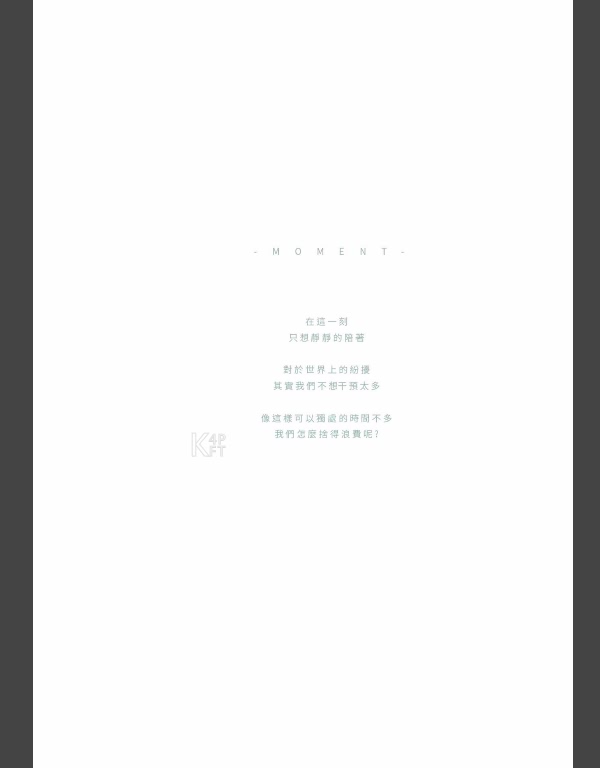 - M O M E N T -
在這一刻
只想靜靜的陪著
對於世界上的紛擾
其實我們不想干預太多
像這樣可以獨處的時間不多
我們怎麼捨得浪費呢?
K4P
FT